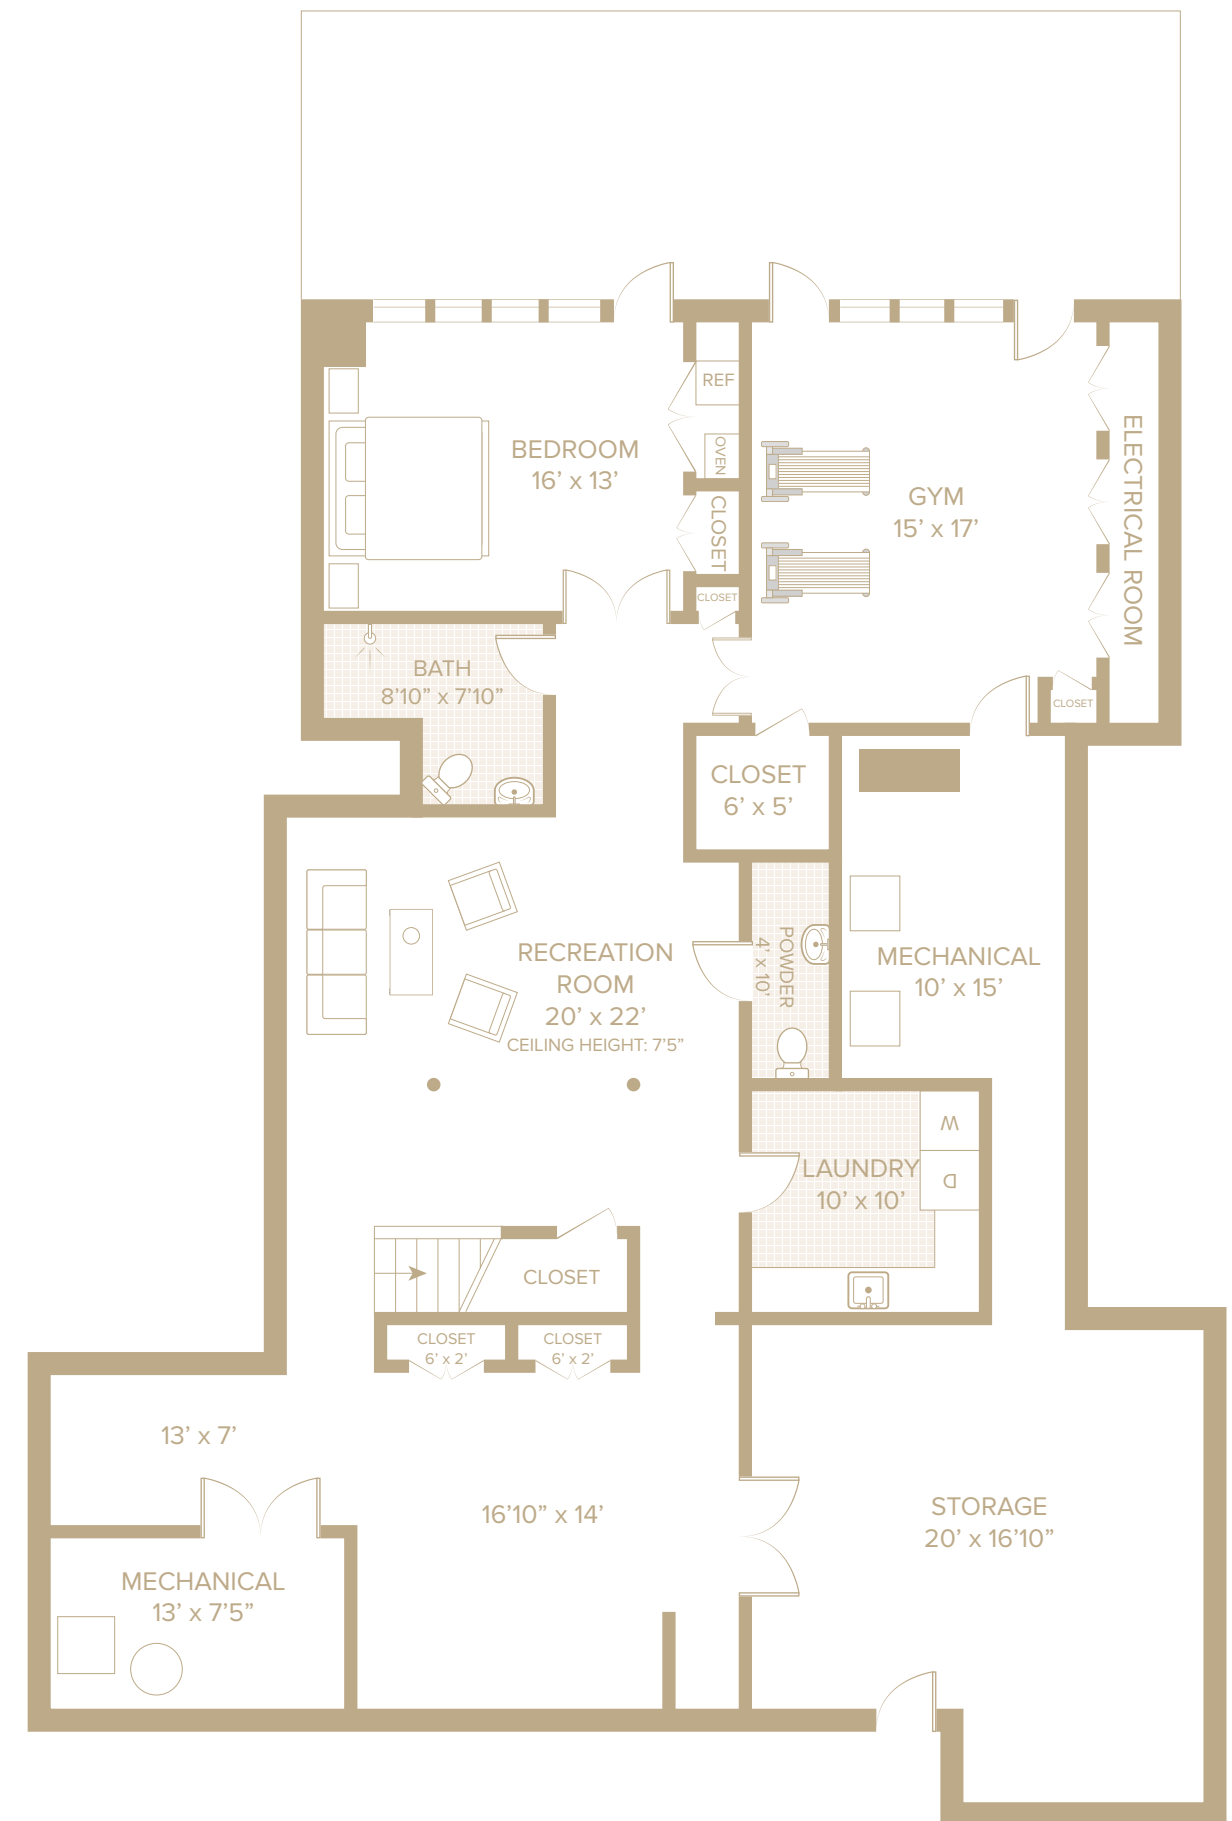 REF
BEDROOM
16’ x 13’
OVEN
CLOSET
CLOSET
GYM
15’ x 17’
ELECTRICAL ROOM
BATH
8’10” x 7’10”
CLOSET
CLOSET
6’ x 5’
RECREATION
ROOM
20’ x 22’
CEILING HEIGHT: 7’5”
POWDER
4’ x 10’
MECHANICAL
10’ x 15’
W
D
LAUNDRY
10’ x 10’
CLOSET
CLOSET
6’ x 2’
CLOSET
6’ x 2’
13’ x 7’
16’10” x 14’
STORAGE
20’ x 16’10”
MECHANICAL
13’ x 7’5”